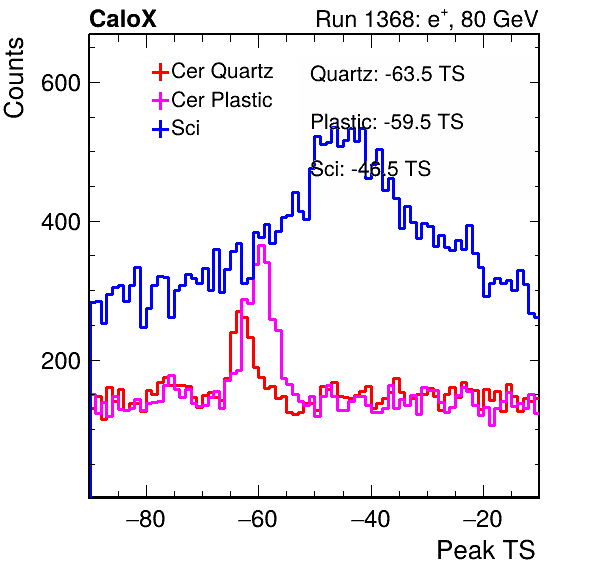 CaloX Run 1368: e⁺, 80 GeV
Counts
Cer Quartz
Cer Plastic
Sci
Quartz: -63.5 TS
Plastic: -59.5 TS
Sci: -46.5 TS
600
400
200
−80 −60 −40 −20
Peak TS